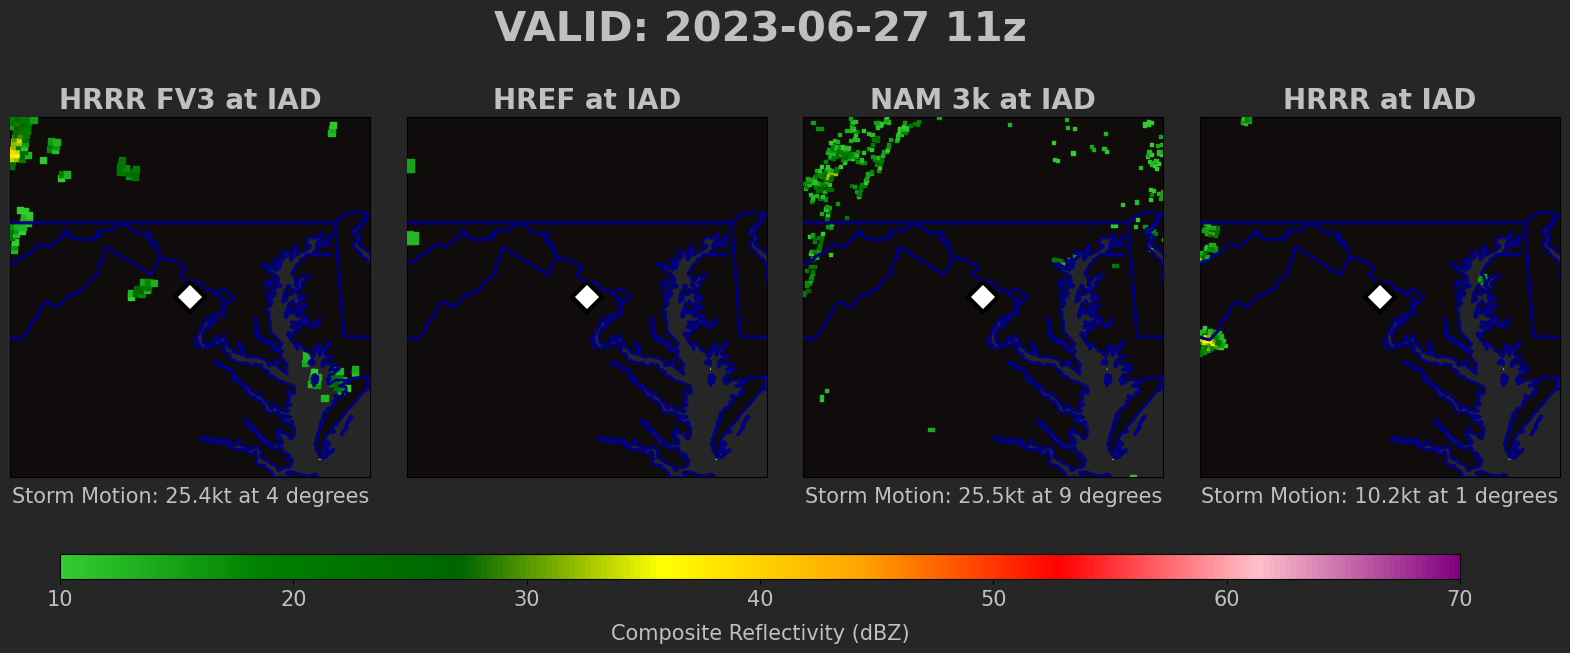 VALID: 2023-06-27 11z
HRRR FV3 at IAD
HREF at IAD
NAM 3k at IAD
HRRR at IAD
Storm Motion: 25.4kt at 4 degrees
Storm Motion: 25.5kt at 9 degrees
Storm Motion: 10.2kt at 1 degrees
10 20 30 40 50 60 70
Composite Reflectivity (dBZ)